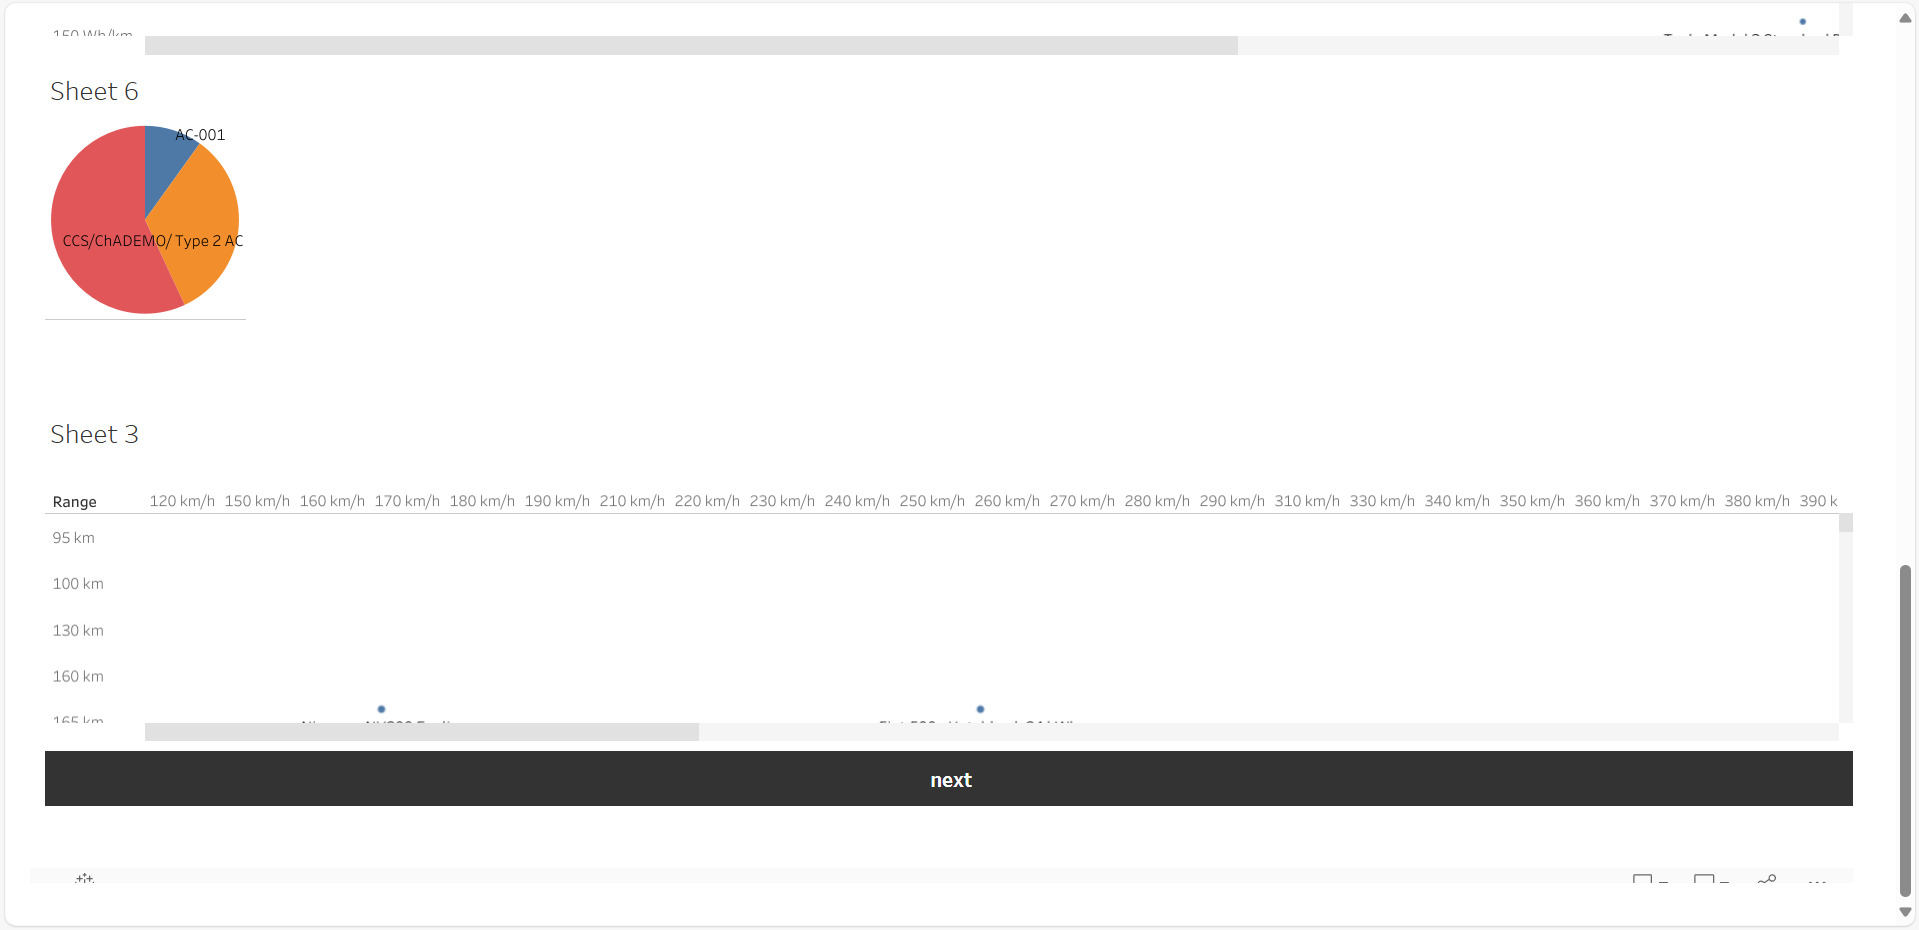 150 Wh/km
Sheet 6
AC-001
CCS/ChADEMO/ Type 2 AC
Sheet 3
Range 120 km/h 150 km/h 160 km/h 170 km/h 180 km/h 190 km/h 210 km/h 220 km/h 230 km/h 240 km/h 250 km/h 260 km/h 270 km/h 280 km/h 290 km/h 310 km/h 330 km/h 340 km/h 350 km/h 360 km/h 370 km/h 380 km/h 390 k
95 km
100 km
130 km
160 km
165 km
next